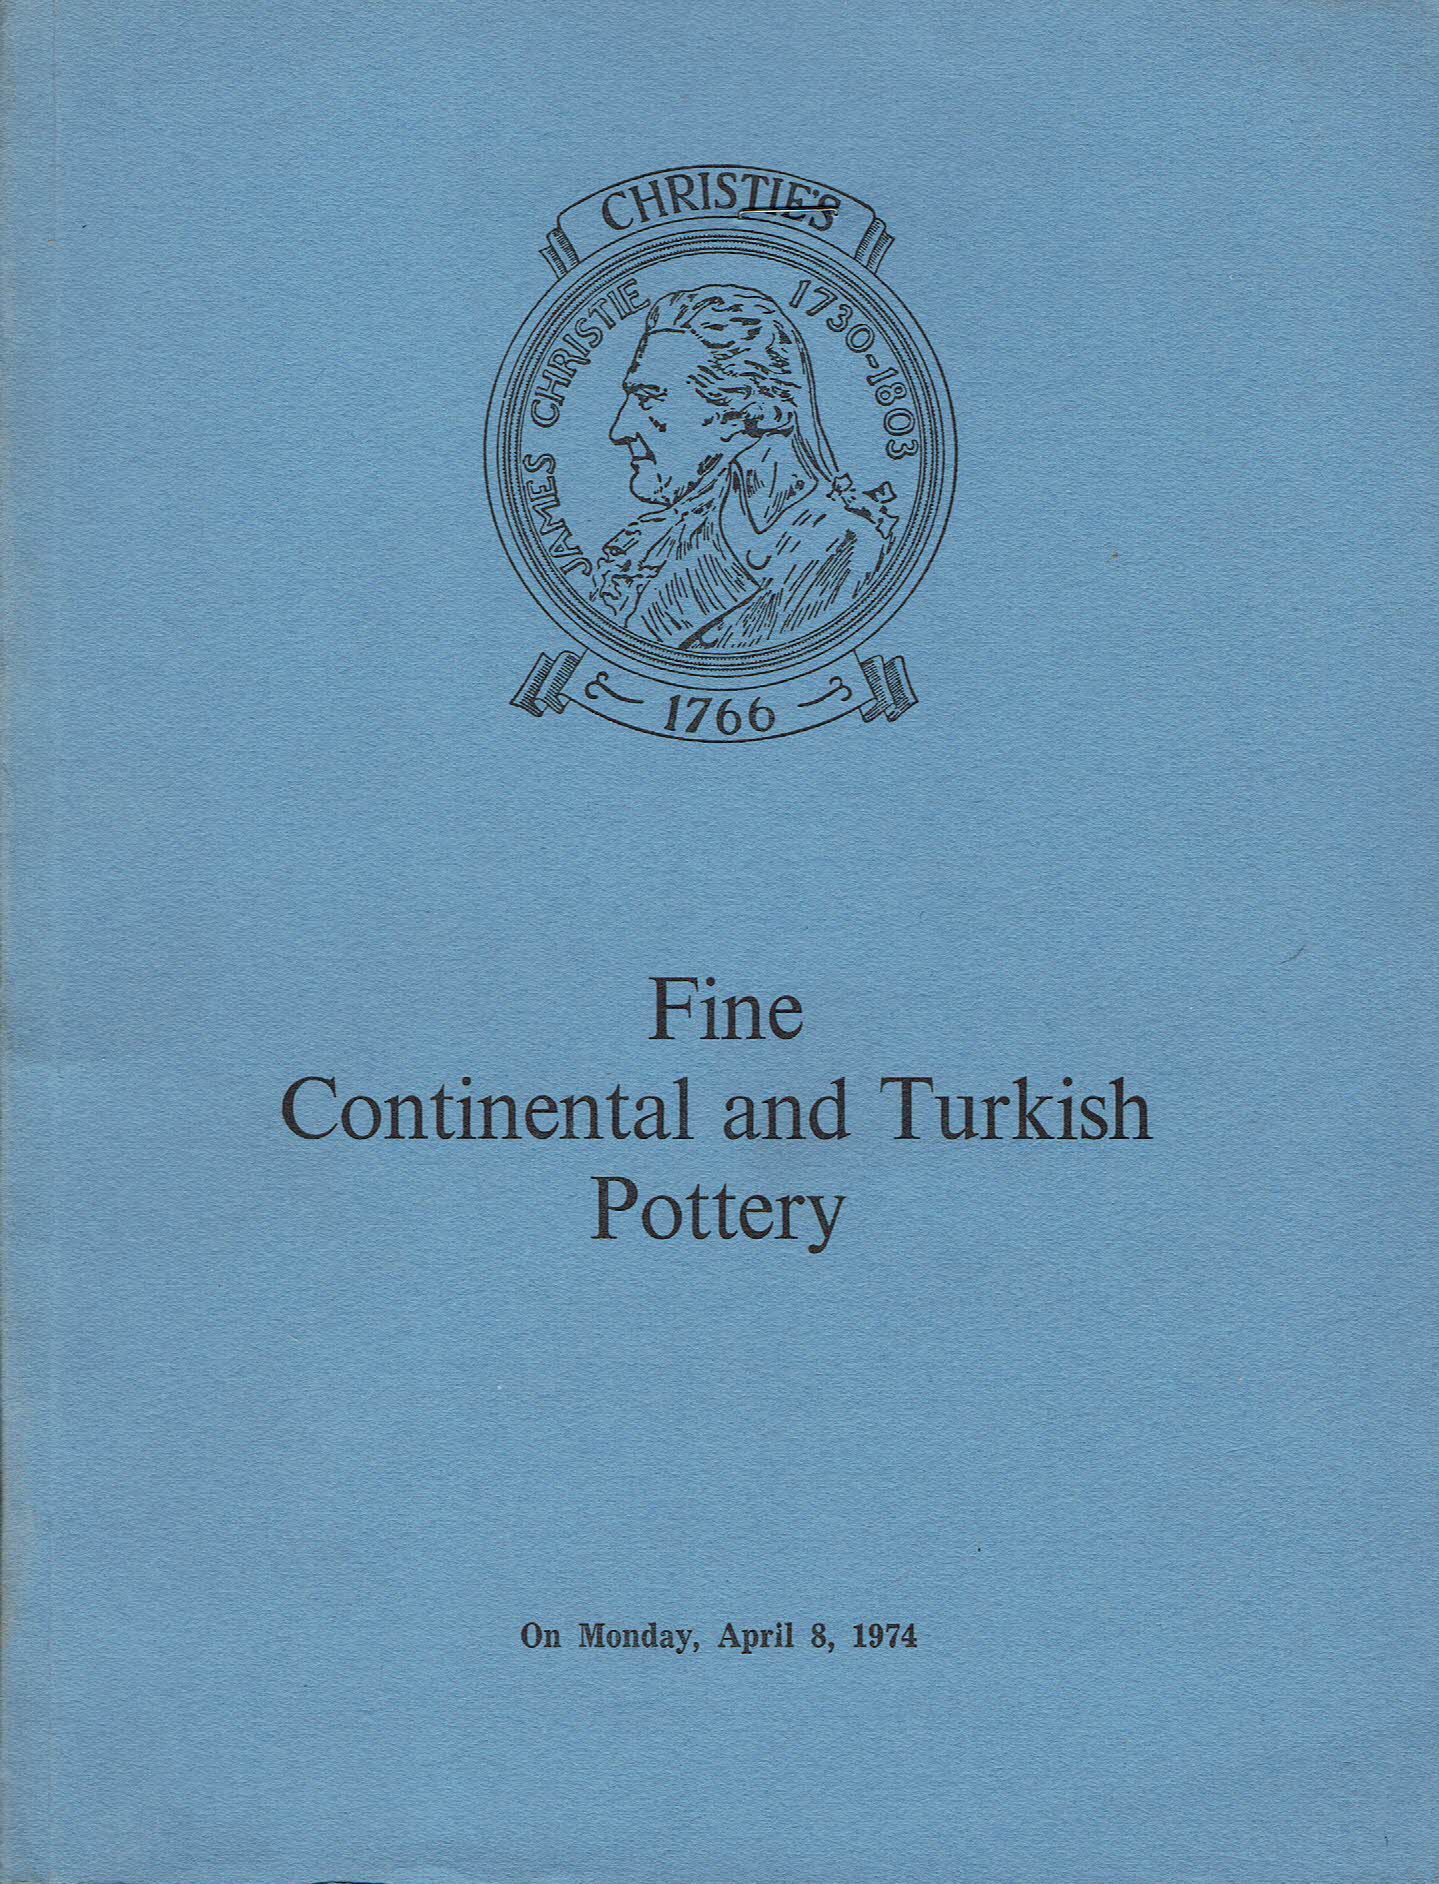 CHRISTIE'S
JAMES CHRISTIE 1730-1803
1766
Fine
Continental and Turkish
Pottery
On Monday, April 8, 1974